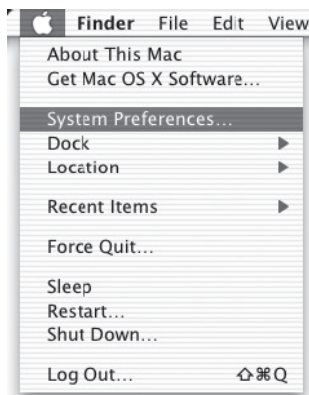 Finder File Edit View
About This Mac
Get Mac OS X Software...
System Preferences...
Dock
Location
Recent Items
Force Quit...
Sleep
Restart...
Shut Down...
Log Out... ⇧⌘Q